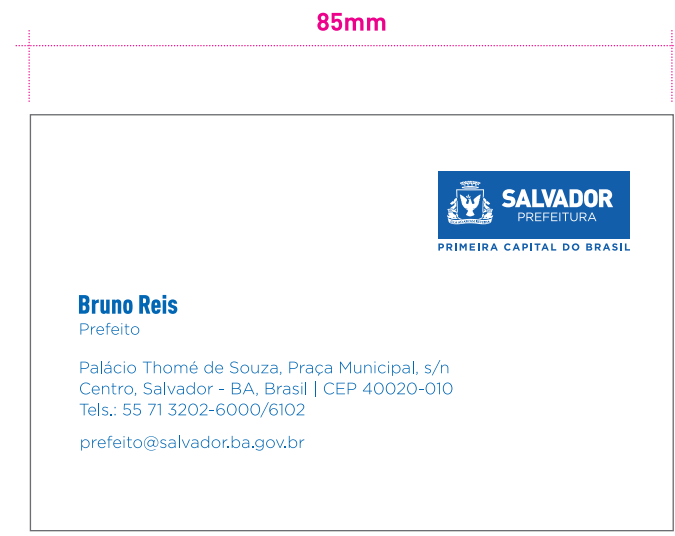 85mm
SALVADOR
PREFEITURA
PRIMEIRA CAPITAL DO BRASIL
Bruno Reis
Prefeito
Palácio Thomé de Souza, Praça Municipal, s/n
Centro, Salvador - BA, Brasil | CEP 40020-010
Tels.: 55 71 3202-6000/6102
prefeito@salvador.ba.gov.br